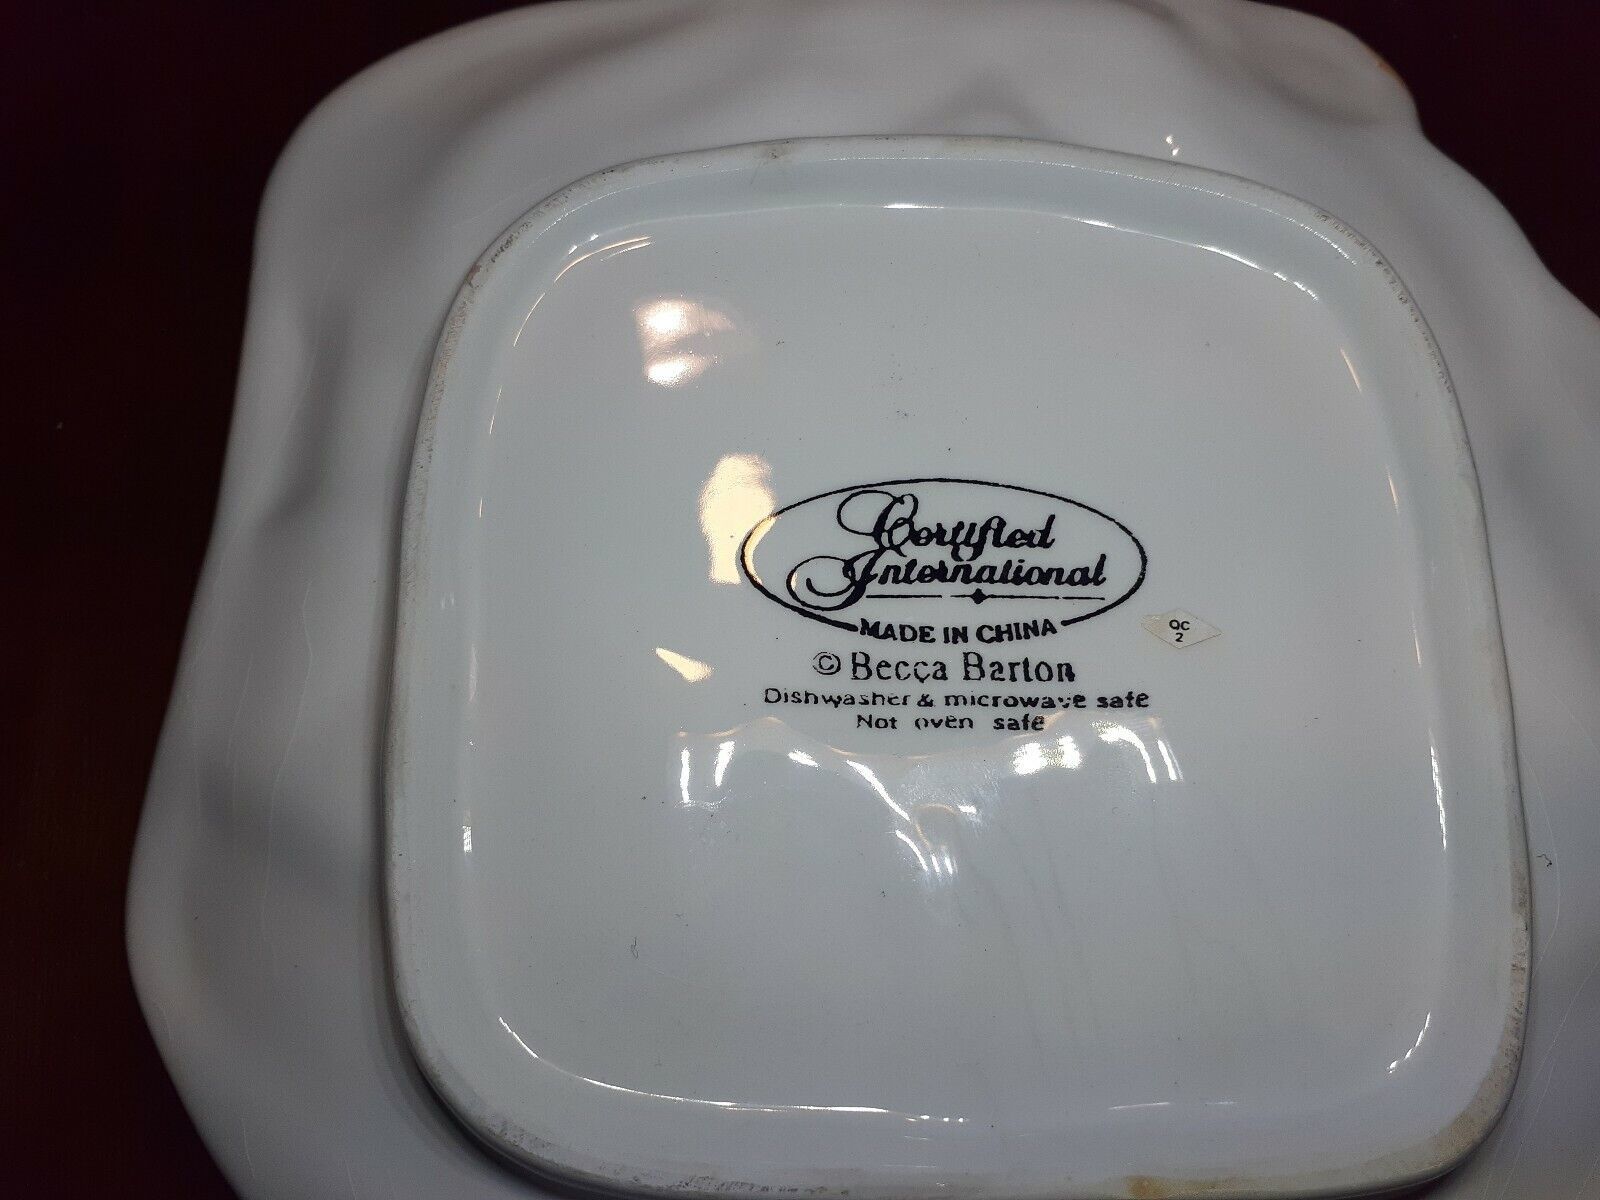 Certified
International
MADE IN CHINA
© Becca Barton
Dishwasher & microwave safe
Not oven safe
QC
2